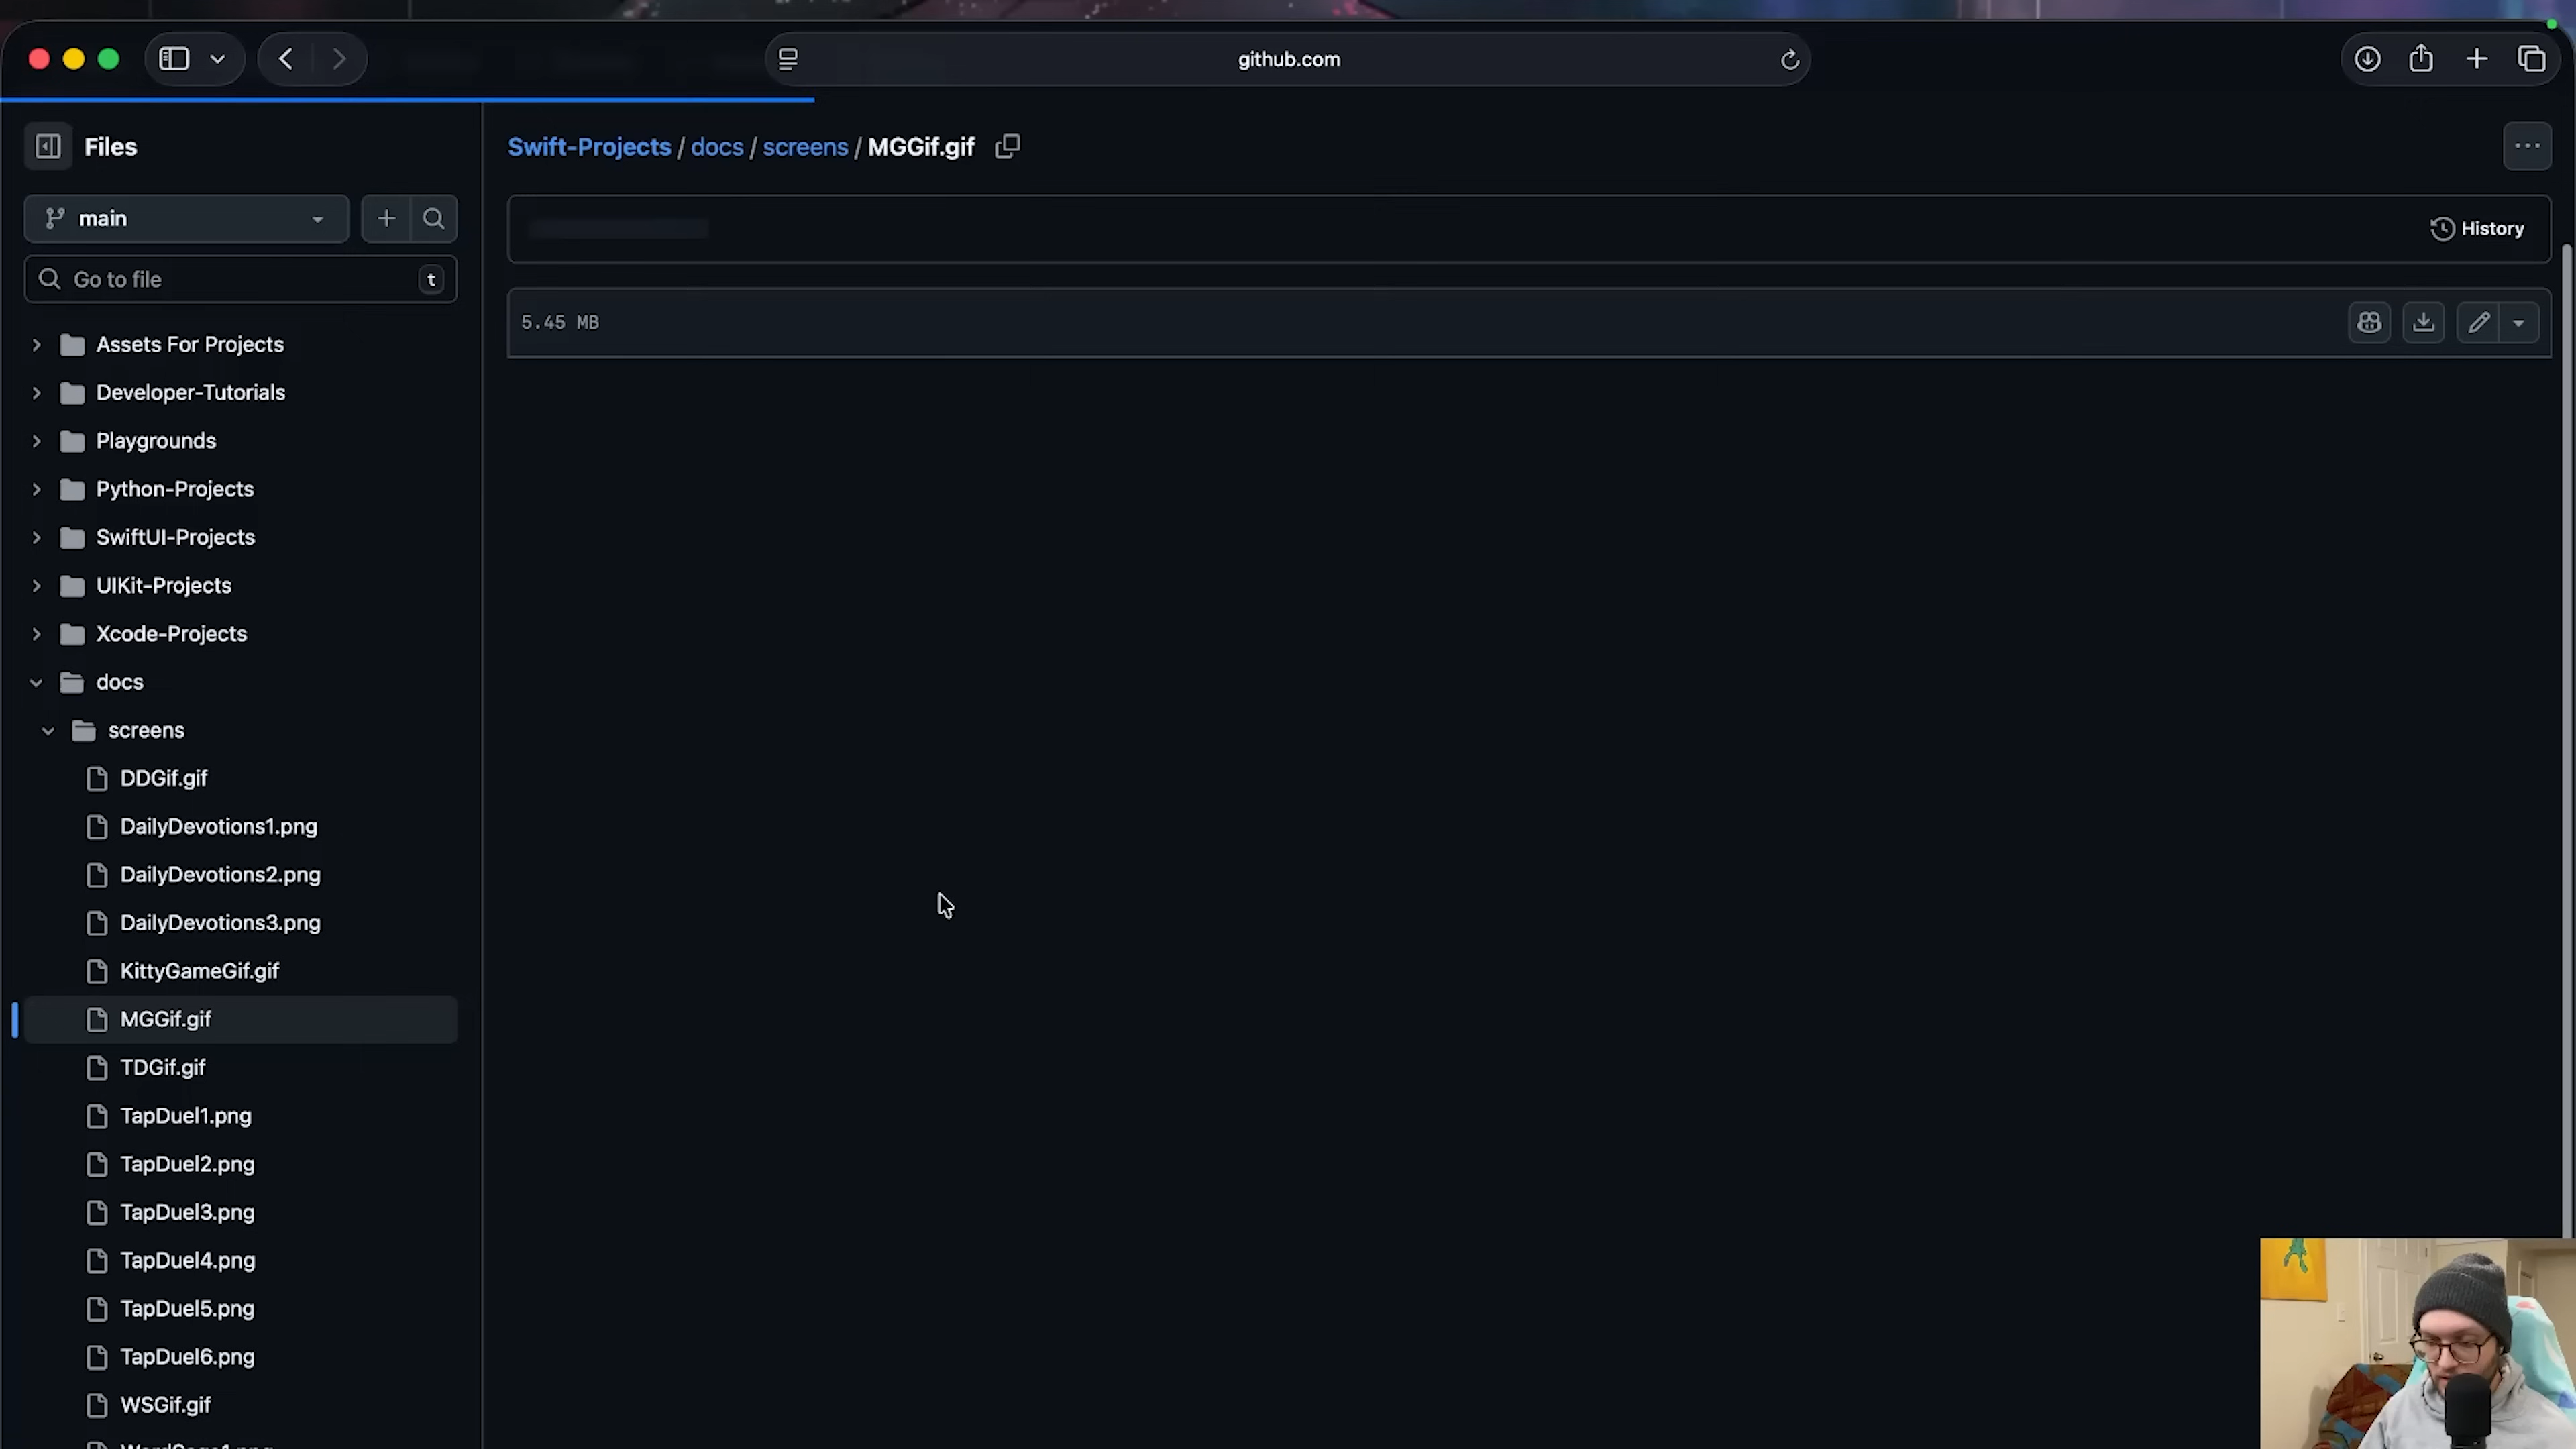 github.com
Files
Swift-Projects / docs / screens / MGGif.gif
main
History
Go to file
t
5.45 MB
Assets For Projects
Developer-Tutorials
Playgrounds
Python-Projects
SwiftUI-Projects
UIKit-Projects
Xcode-Projects
docs
screens
DDGif.gif
DailyDevotions1.png
DailyDevotions2.png
DailyDevotions3.png
KittyGameGif.gif
MGGif.gif
TDGif.gif
TapDuel1.png
TapDuel2.png
TapDuel3.png
TapDuel4.png
TapDuel5.png
TapDuel6.png
WSGif.gif